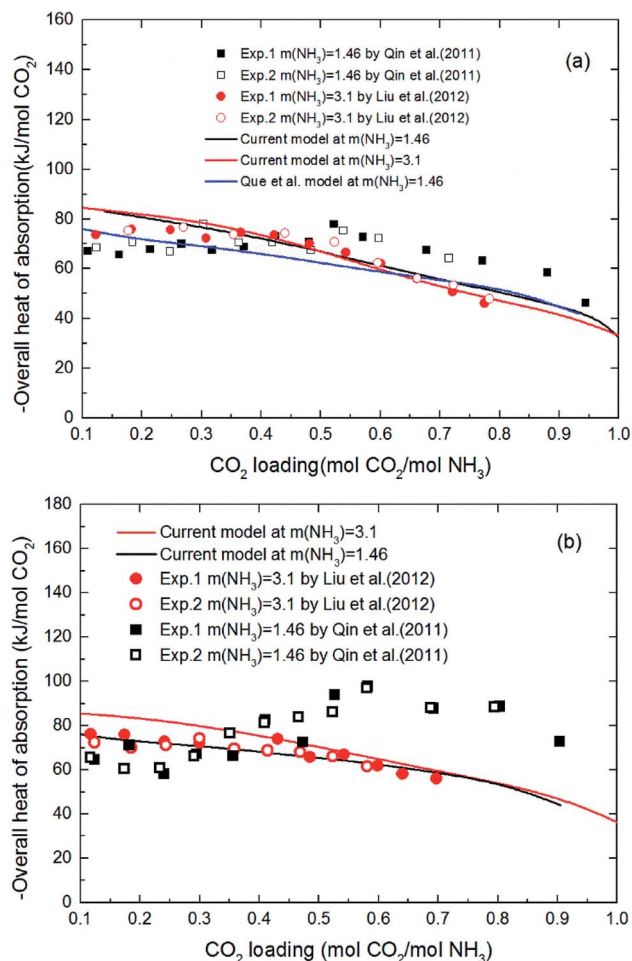 160
140
120
100
80
60
40
20
0
-Overall heat of absorption(kJ/mol CO2)
(a)
Exp.1 m(NH3)=1.46 by Qin et al.(2011)
Exp.2 m(NH3)=1.46 by Qin et al.(2011)
Exp.1 m(NH3)=3.1 by Liu et al.(2012)
Exp.2 m(NH3)=3.1 by Liu et al.(2012)
Current model at m(NH3)=1.46
Current model at m(NH3)=3.1
Que et al. model at m(NH3)=1.46
0.1 0.2 0.3 0.4 0.5 0.6 0.7 0.8 0.9 1.0
CO2 loading(mol CO2/mol NH3)
180
160
140
120
100
80
60
40
20
0
-Overall heat of absorption (kJ/mol CO2)
(b)
Current model at m(NH3)=3.1
Current model at m(NH3)=1.46
Exp.1 m(NH3)=3.1 by Liu et al.(2012)
Exp.2 m(NH3)=3.1 by Liu et al.(2012)
Exp.1 m(NH3)=1.46 by Qin et al.(2011)
Exp.2 m(NH3)=1.46 by Qin et al.(2011)
0.1 0.2 0.3 0.4 0.5 0.6 0.7 0.8 0.9 1.0
CO2 loading (mol CO2/mol NH3)